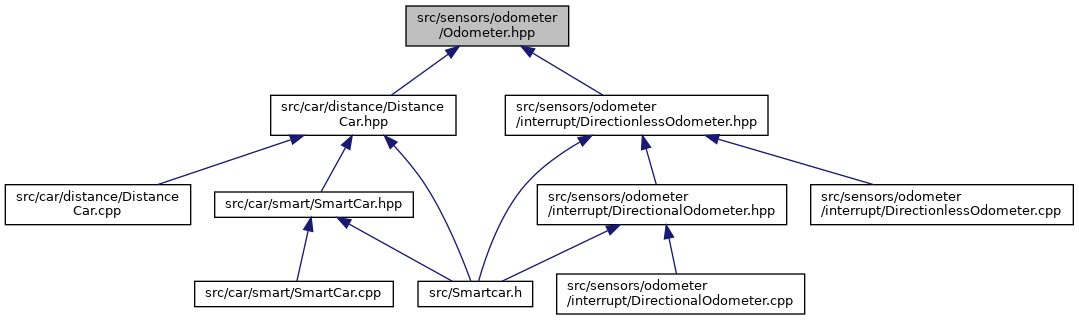 src/sensors/odometer
/Odometer.hpp
src/car/distance/Distance
Car.hpp
src/sensors/odometer
/interrupt/DirectionlessOdometer.hpp
src/car/distance/Distance
Car.cpp
src/car/smart/SmartCar.hpp
src/sensors/odometer
/interrupt/DirectionalOdometer.hpp
src/sensors/odometer
/interrupt/DirectionlessOdometer.cpp
src/car/smart/SmartCar.cpp
src/Smartcar.h
src/sensors/odometer
/interrupt/DirectionalOdometer.cpp